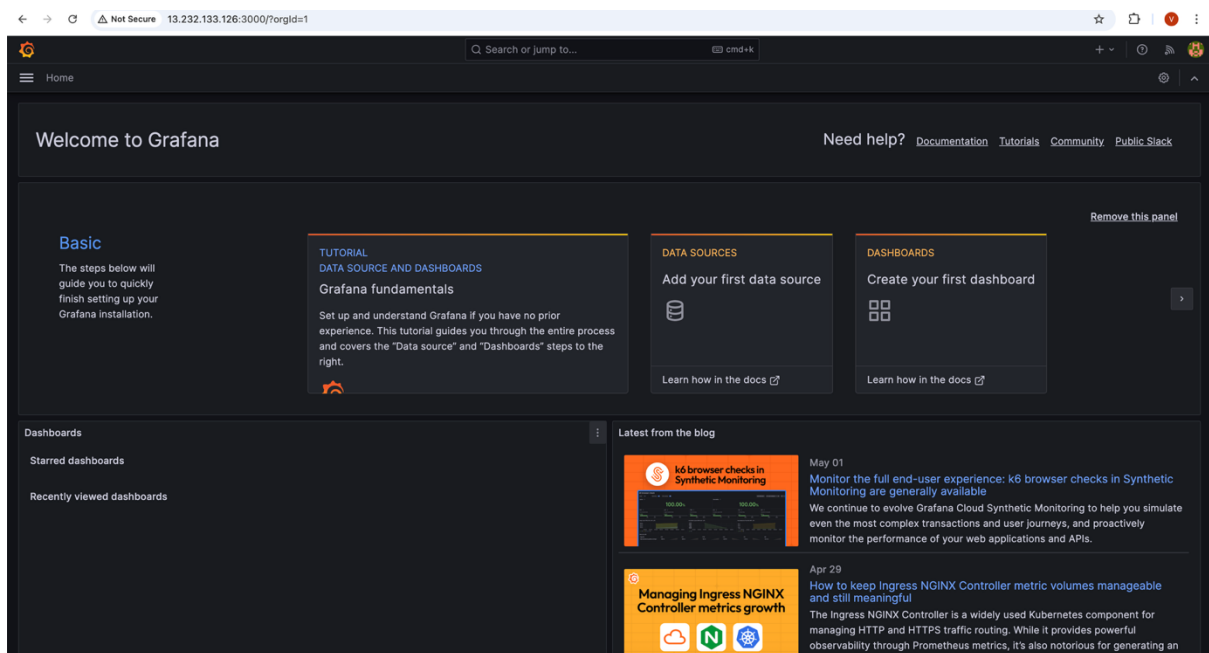 Not Secure 13.232.133.126:3000/?orgId=1
V
Search or jump to... cmd+k
Home
Welcome to Grafana
Need help? Documentation Tutorials Community Public Slack
Remove this panel
Basic
The steps below will
guide you to quickly
finish setting up your
Grafana installation.
TUTORIAL
DATA SOURCE AND DASHBOARDS
Grafana fundamentals
Set up and understand Grafana if you have no prior
experience. This tutorial guides you through the entire process
and covers the "Data source" and "Dashboards" steps to the
right.
DATA SOURCES
Add your first data source
Learn how in the docs
DASHBOARDS
Create your first dashboard
Learn how in the docs
Dashboards
Starred dashboards
Recently viewed dashboards
Latest from the blog
k6 browser checks in
Synthetic Monitoring
100.00%
100.00%
May 01
Monitor the full end-user experience: k6 browser checks in Synthetic
Monitoring are generally available
We continue to evolve Grafana Cloud Synthetic Monitoring to help you simulate
even the most complex transactions and user journeys, and proactively
monitor the performance of your web applications and APIs.
Managing Ingress NGINX
Controller metrics growth
Apr 29
How to keep Ingress NGINX Controller metric volumes manageable
and still meaningful
The Ingress NGINX Controller is a widely used Kubernetes component for
managing HTTP and HTTPS traffic routing. While it provides powerful
observability through Prometheus metrics, it's also notorious for generating an